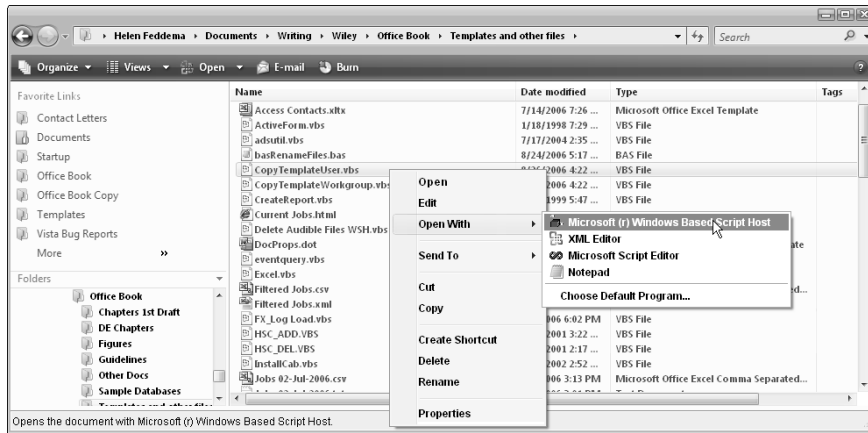 Helen Feddema ▸ Documents ▸ Writing ▸ Wiley ▸ Office Book ▸ Templates and other files ▸
Search
Organize Views Open E-mail Burn
Favorite Links
Contact Letters
Documents
Startup
Office Book
Office Book Copy
Templates
Vista Bug Reports
More »
Folders
Office Book
Chapters 1st Draft
DE Chapters
Figures
Guidelines
Other Docs
Sample Databases
Name Date modified Type Tags
Access Contacts.xltx 7/14/2006 7:26 ... Microsoft Office Excel Template
ActiveForm.vbs 1/18/1998 7:29 ... VBS File
adsutil.vbs 7/17/2004 2:35 ... VBS File
basRenameFiles.bas 8/24/2006 5:17 ... BAS File
CopyTemplateUser.vbs 2006 4:22 ... VBS File
CopyTemplateWorkgroup.vbs 2006 4:22 ... VBS File
CreateReport.vbs 1999 5:47 ... VBS File
Current Jobs.html
Delete Audible Files WSH.vbs
DocProps.dot
eventquery.vbs
Excel.vbs
Filtered Jobs.csv
Filtered Jobs.xml
FX_Log Load.vbs 006 6:02 PM VBS File
HSC_ADD.VBS 2001 3:22 ... VBS File
HSC_DEL.VBS 2001 2:17 ... VBS File
InstallCab.vbs 2002 2:52 ... VBS File
Jobs 02-Jul-2006.csv 06 3:13 PM Microsoft Office Excel Comma Separated...
Open
Edit
Open With
Send To
Cut
Copy
Create Shortcut
Delete
Rename
Properties
Microsoft (r) Windows Based Script Host
XML Editor
Microsoft Script Editor
Notepad
Choose Default Program...
Opens the document with Microsoft (r) Windows Based Script Host.